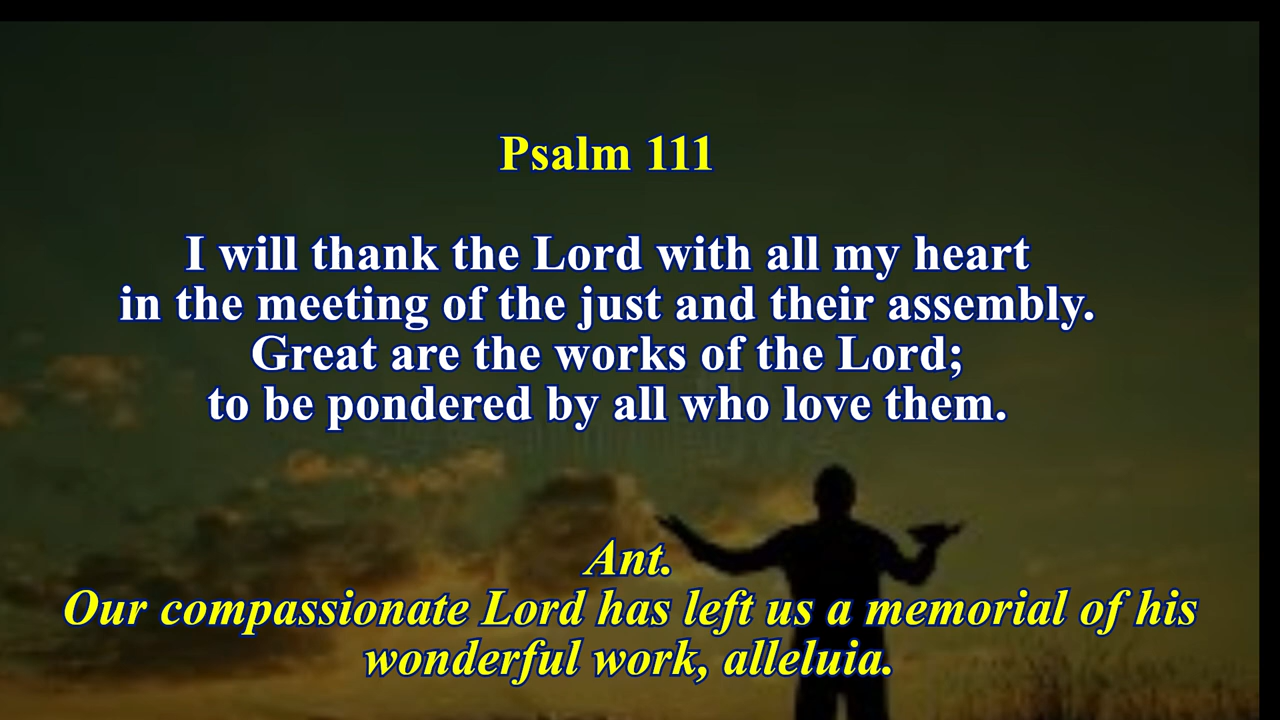 Psalm 111
I will thank the Lord with all my heart
in the meeting of the just and their assembly.
Great are the works of the Lord;
to be pondered by all who love them.
Ant.
Our compassionate Lord has left us a memorial of his
wonderful work, alleluia.